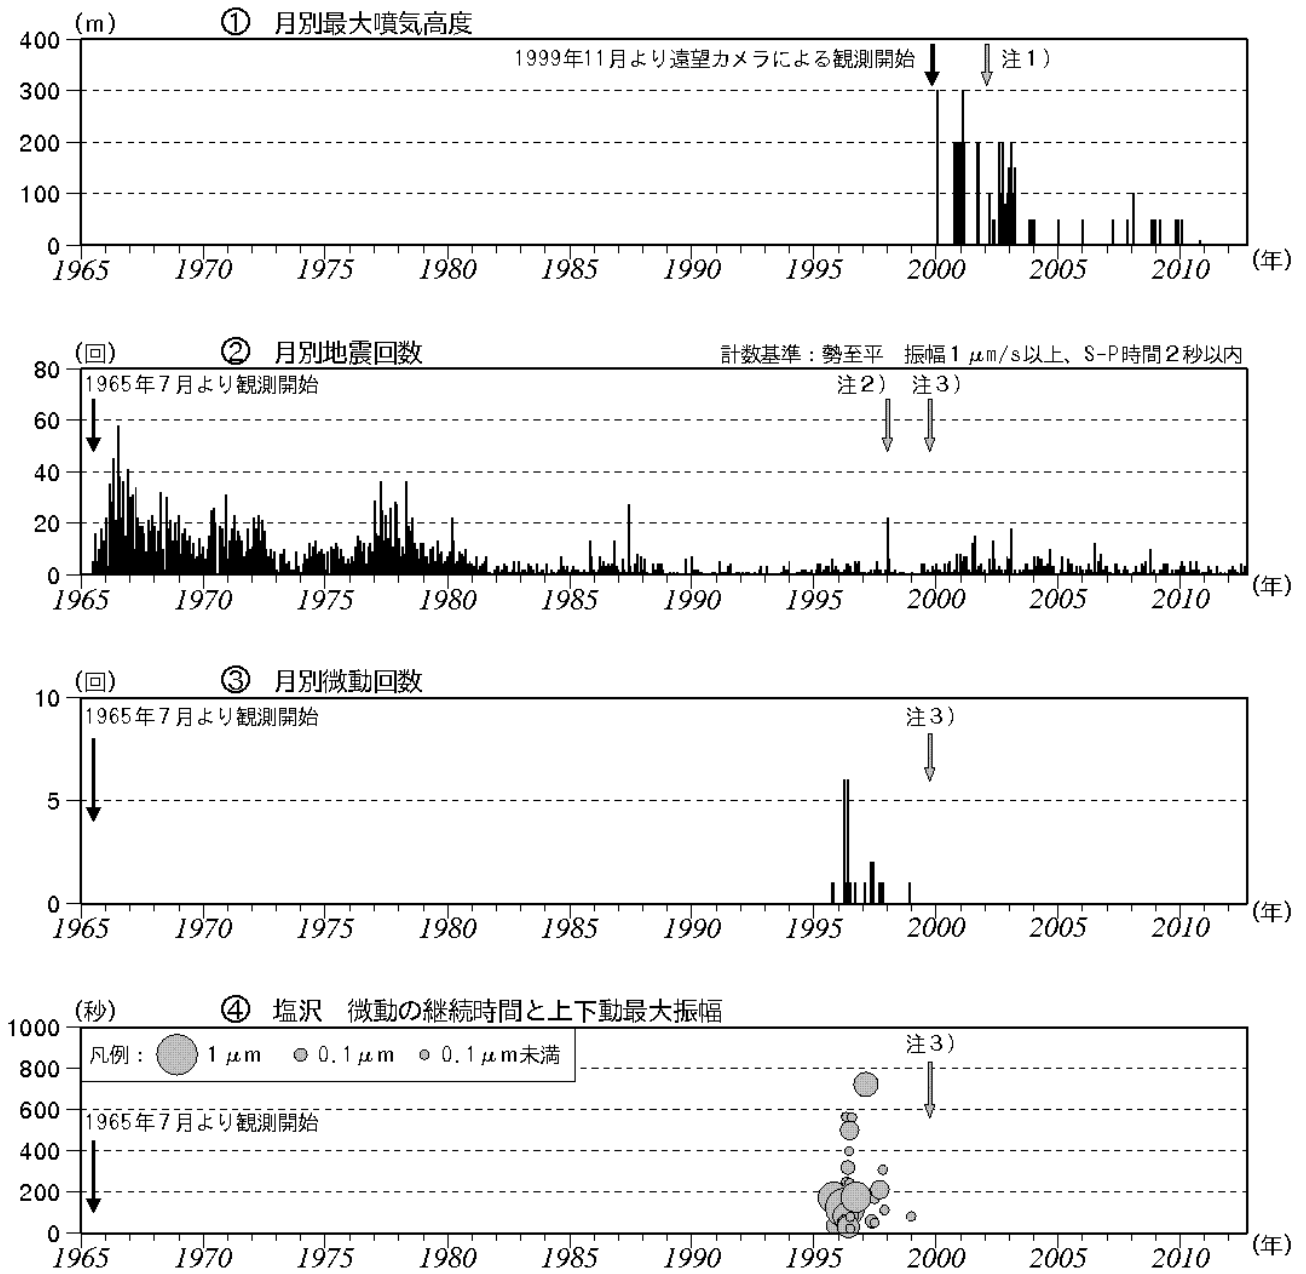 (m) ① 月別最大噴気高度
400
1999年11月より遠望カメラによる観測開始 注1)
300
200
100
0
1965 1970 1975 1980 1985 1990 1995 2000 2005 2010 (年)
(回) ② 月別地震回数 計数基準：勢至平 振幅1μm/s以上、S-P時間2秒以内
80
1965年7月より観測開始 注2) 注3)
60
40
20
0
1965 1970 1975 1980 1985 1990 1995 2000 2005 2010 (年)
(回) ③ 月別微動回数
10
1965年7月より観測開始 注3)
5
0
1965 1970 1975 1980 1985 1990 1995 2000 2005 2010 (年)
(秒) ④ 塩沢 微動の継続時間と上下動最大振幅
1000
凡例： 1μm 0.1μm 0.1μm未満 注3)
800
600
1965年7月より観測開始
400
200
0
1965 1970 1975 1980 1985 1990 1995 2000 2005 2010 (年)